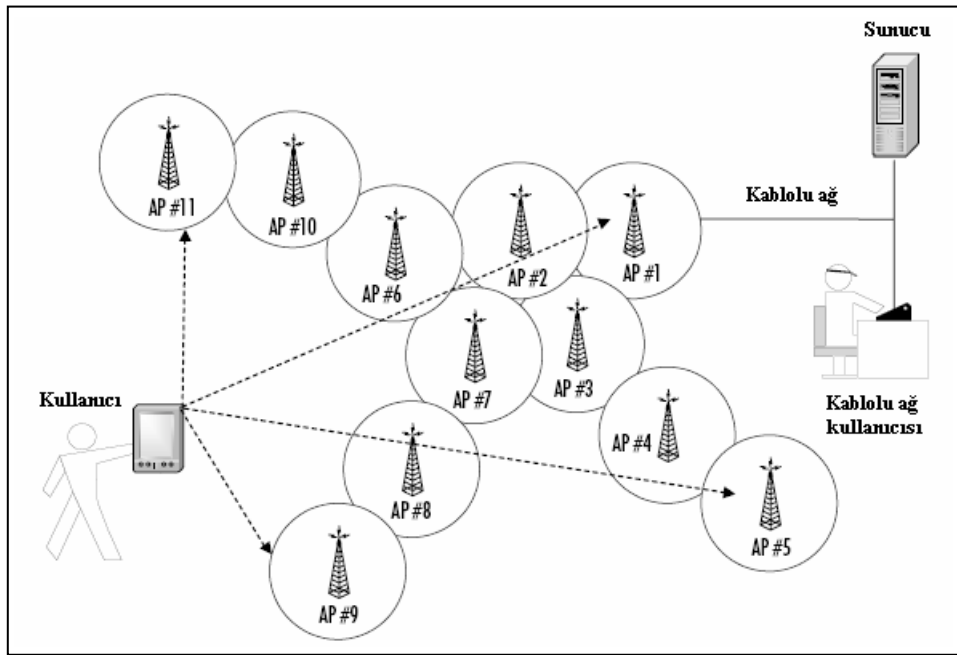 Sunucu
AP #11
AP #10
AP #6
AP #2
AP #1
Kablolu ağ
AP #7
AP #3
Kullanıcı
Kablolu ağ
kullanıcısı
AP #4
AP #8
AP #5
AP #9